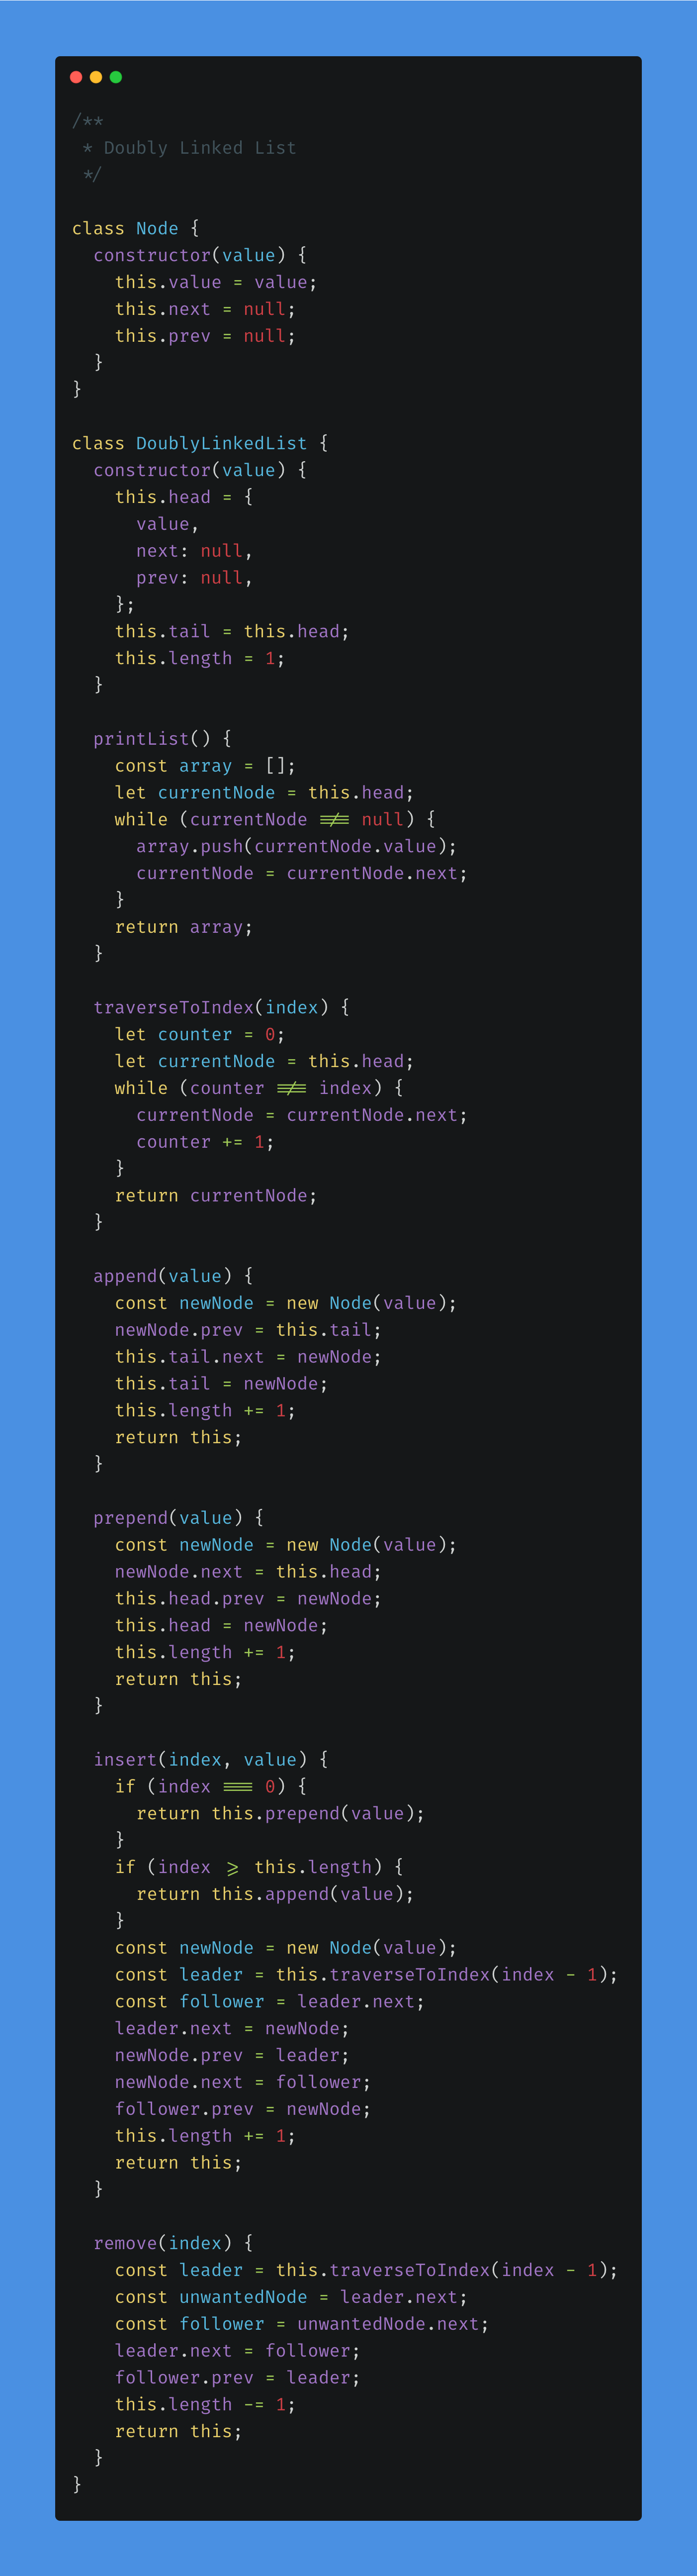 /**
 * Doubly Linked List
 */

class Node {
  constructor(value) {
    this.value = value;
    this.next = null;
    this.prev = null;
  }
}

class DoublyLinkedList {
  constructor(value) {
    this.head = {
      value,
      next: null,
      prev: null,
    };
    this.tail = this.head;
    this.length = 1;
  }

  printList() {
    const array = [];
    let currentNode = this.head;
    while (currentNode !== null) {
      array.push(currentNode.value);
      currentNode = currentNode.next;
    }
    return array;
  }

  traverseToIndex(index) {
    let counter = 0;
    let currentNode = this.head;
    while (counter !== index) {
      currentNode = currentNode.next;
      counter += 1;
    }
    return currentNode;
  }

  append(value) {
    const newNode = new Node(value);
    newNode.prev = this.tail;
    this.tail.next = newNode;
    this.tail = newNode;
    this.length += 1;
    return this;
  }

  prepend(value) {
    const newNode = new Node(value);
    newNode.next = this.head;
    this.head.prev = newNode;
    this.head = newNode;
    this.length += 1;
    return this;
  }

  insert(index, value) {
    if (index === 0) {
      return this.prepend(value);
    }
    if (index >= this.length) {
      return this.append(value);
    }
    const newNode = new Node(value);
    const leader = this.traverseToIndex(index - 1);
    const follower = leader.next;
    leader.next = newNode;
    newNode.prev = leader;
    newNode.next = follower;
    follower.prev = newNode;
    this.length += 1;
    return this;
  }

  remove(index) {
    const leader = this.traverseToIndex(index - 1);
    const unwantedNode = leader.next;
    const follower = unwantedNode.next;
    leader.next = follower;
    follower.prev = leader;
    this.length -= 1;
    return this;
  }
}